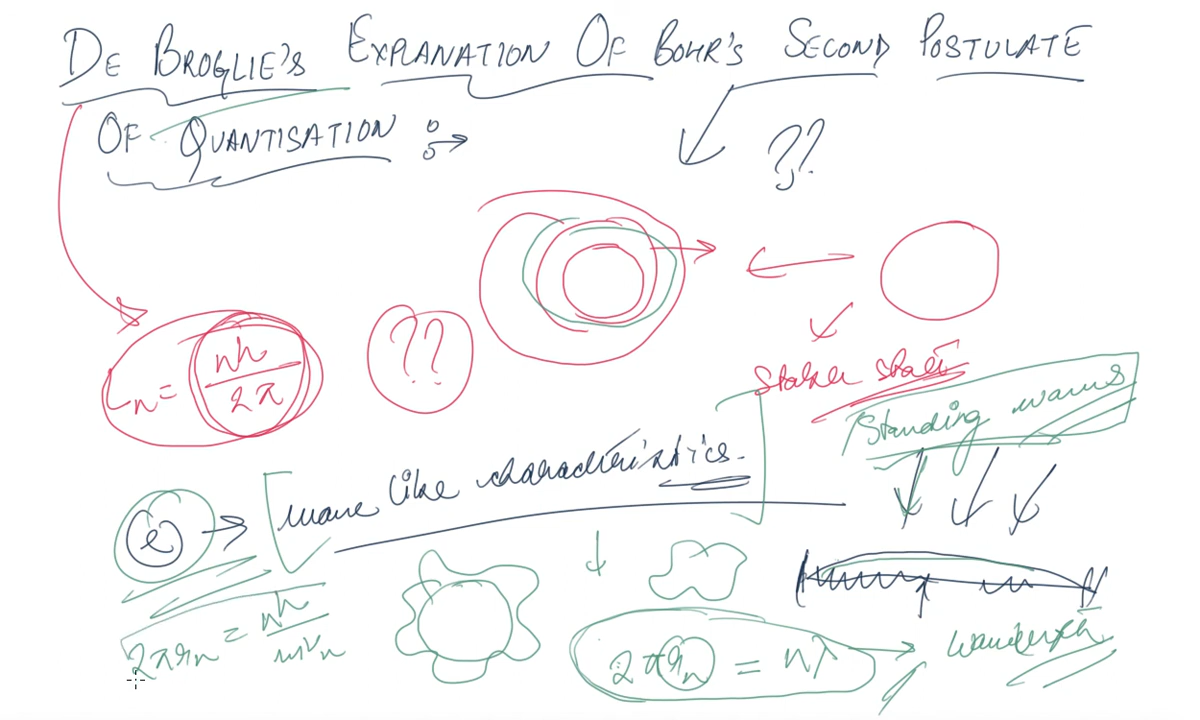 DE BROGLIE'S EXPLANATION OF BOHR'S SECOND POSTULATE
OF QUANTISATION :→
??
Ln = nh/2π
??
Standing waves
e → wave like characteristics.
2πrn = nh/mvn
2πrn = nλ → wavelength